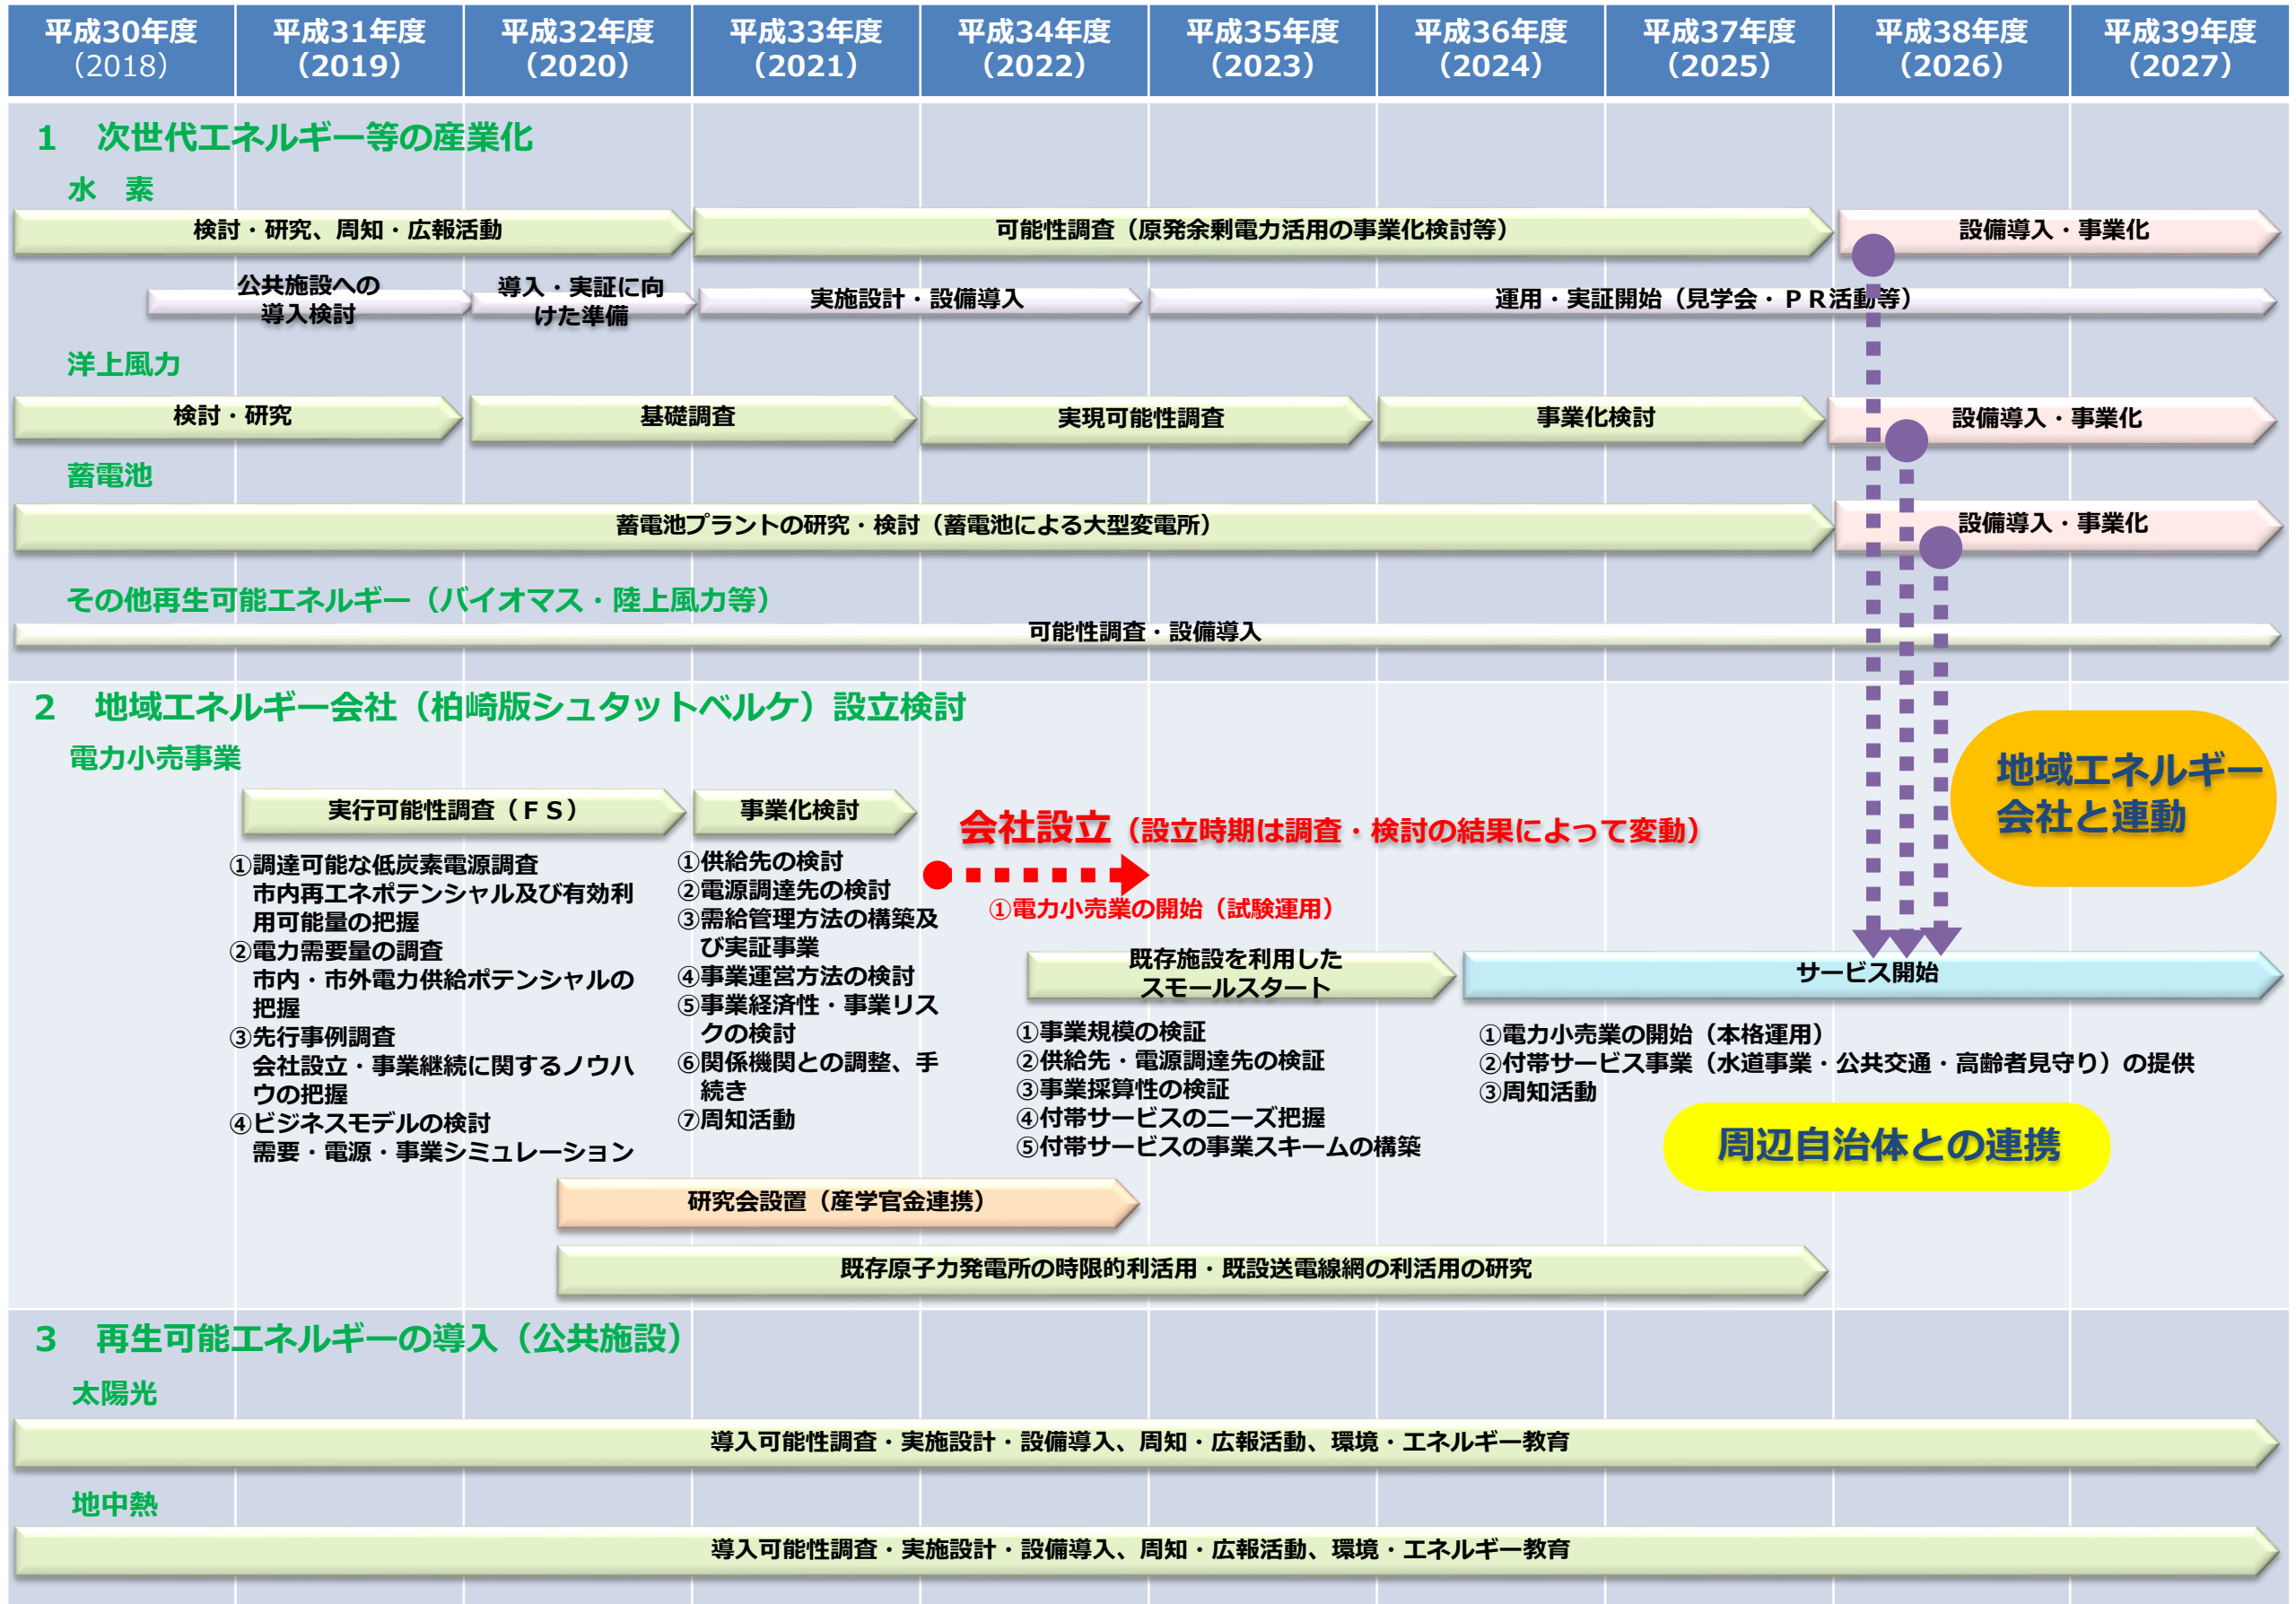 平成30年度
（2018）
平成31年度
（2019）
平成32年度
（2020）
平成33年度
（2021）
平成34年度
（2022）
平成35年度
（2023）
平成36年度
（2024）
平成37年度
（2025）
平成38年度
（2026）
平成39年度
（2027）
1　次世代エネルギー等の産業化
水　素
検討・研究、周知・広報活動
可能性調査（原発余剰電力活用の事業化検討等）
設備導入・事業化
公共施設への
導入検討
導入・実証に向
けた準備
実施設計・設備導入
運用・実証開始（見学会・ＰＲ活動等）
洋上風力
検討・研究
基礎調査
実現可能性調査
事業化検討
設備導入・事業化
蓄電池
蓄電池プラントの研究・検討（蓄電池による大型変電所）
設備導入・事業化
その他再生可能エネルギー（バイオマス・陸上風力等）
可能性調査・設備導入
2　地域エネルギー会社（柏崎版シュタットベルケ）設立検討
電力小売事業
地域エネルギー
会社と連動
実行可能性調査（ＦＳ）
事業化検討
会社設立（設立時期は調査・検討の結果によって変動）
①電力小売業の開始（試験運用）
①調達可能な低炭素電源調査
市内再エネポテンシャル及び有効利
用可能量の把握
②電力需要量の調査
市内・市外電力供給ポテンシャルの
把握
③先行事例調査
会社設立・事業継続に関するノウハ
ウの把握
④ビジネスモデルの検討
需要・電源・事業シミュレーション
①供給先の検討
②電源調達先の検討
③需給管理方法の構築及
び実証事業
④事業運営方法の検討
⑤事業経済性・事業リス
クの検討
⑥関係機関との調整、手
続き
⑦周知活動
既存施設を利用した
スモールスタート
①事業規模の検証
②供給先・電源調達先の検証
③事業採算性の検証
④付帯サービスのニーズ把握
⑤付帯サービスの事業スキームの構築
サービス開始
①電力小売業の開始（本格運用）
②付帯サービス事業（水道事業・公共交通・高齢者見守り）の提供
③周知活動
周辺自治体との連携
研究会設置（産学官金連携）
既存原子力発電所の時限的利活用・既設送電線網の利活用の研究
3　再生可能エネルギーの導入（公共施設）
太陽光
導入可能性調査・実施設計・設備導入、周知・広報活動、環境・エネルギー教育
地中熱
導入可能性調査・実施設計・設備導入、周知・広報活動、環境・エネルギー教育